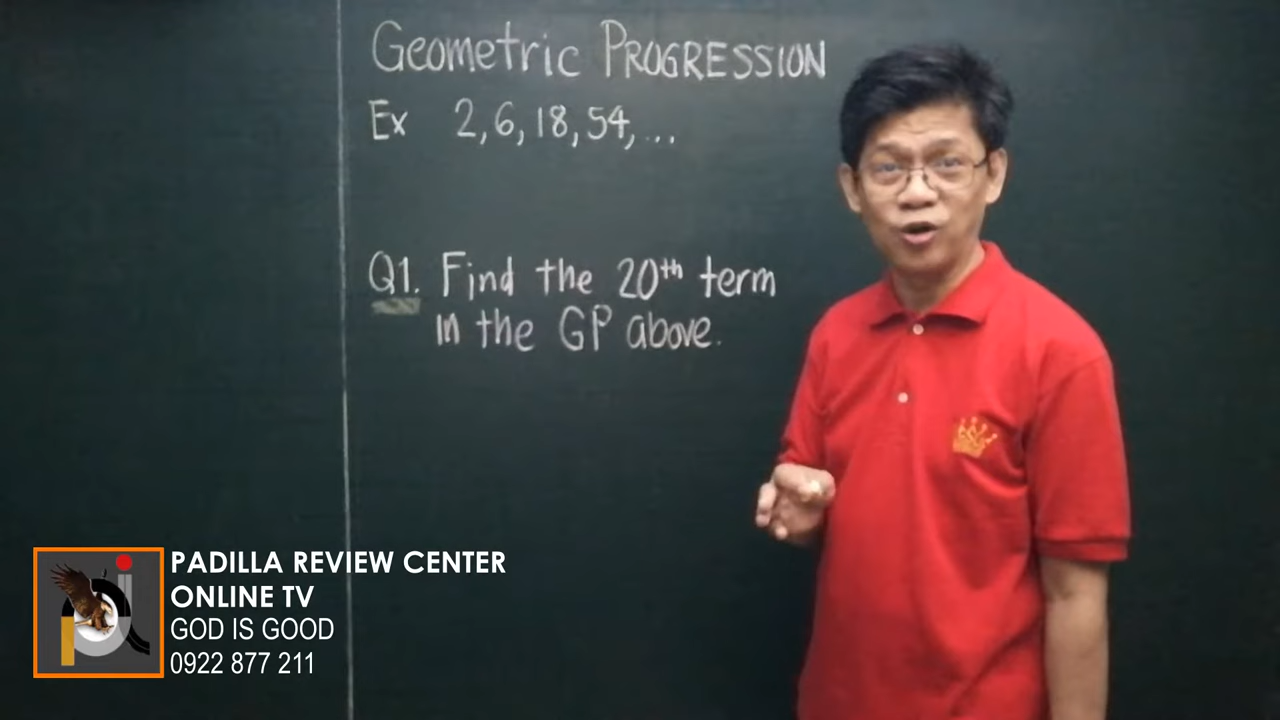 Geometric PROGRESSION
Ex 2, 6, 18, 54, ...
Q1. Find the 20th term
in the GP above.
PADILLA REVIEW CENTER
ONLINE TV
GOD IS GOOD
0922 877 211